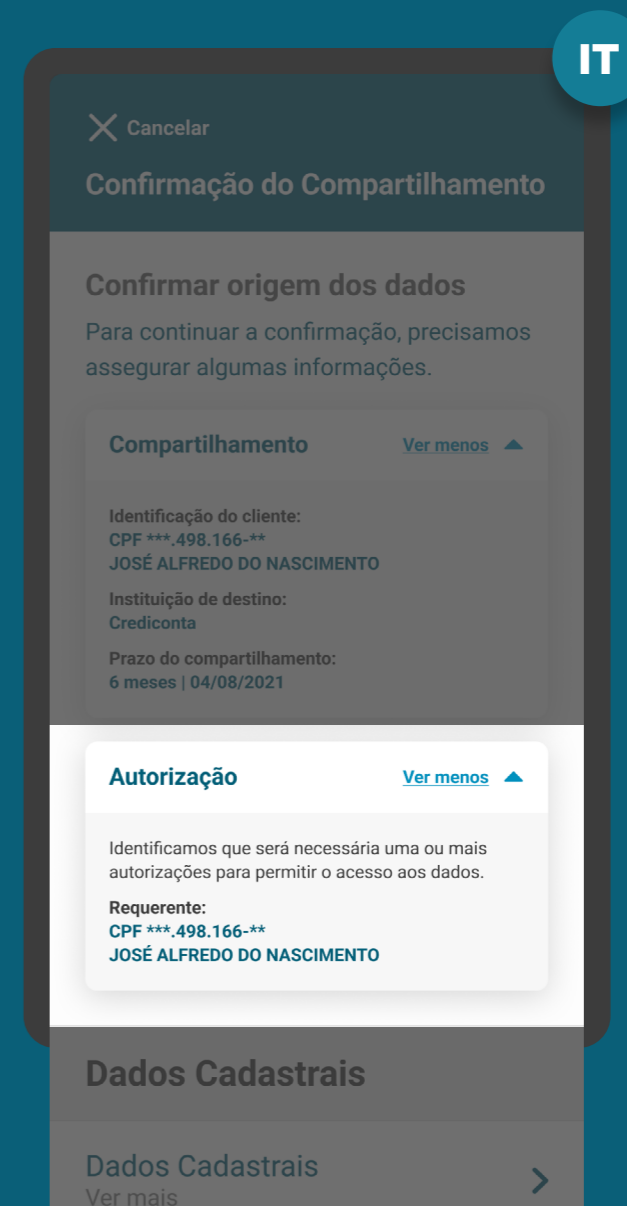 IT
Cancelar
Confirmação do Compartilhamento
Confirmar origem dos dados
Para continuar a confirmação, precisamos
assegurar algumas informações.
Compartilhamento Ver menos
Identificação do cliente:
CPF ***.498.166-**
JOSÉ ALFREDO DO NASCIMENTO
Instituição de destino:
Crediconta
Prazo do compartilhamento:
6 meses | 04/08/2021
Autorização Ver menos
Identificamos que será necessária uma ou mais
autorizações para permitir o acesso aos dados.
Requerente:
CPF ***.498.166-**
JOSÉ ALFREDO DO NASCIMENTO
Dados Cadastrais
Dados Cadastrais
Ver mais